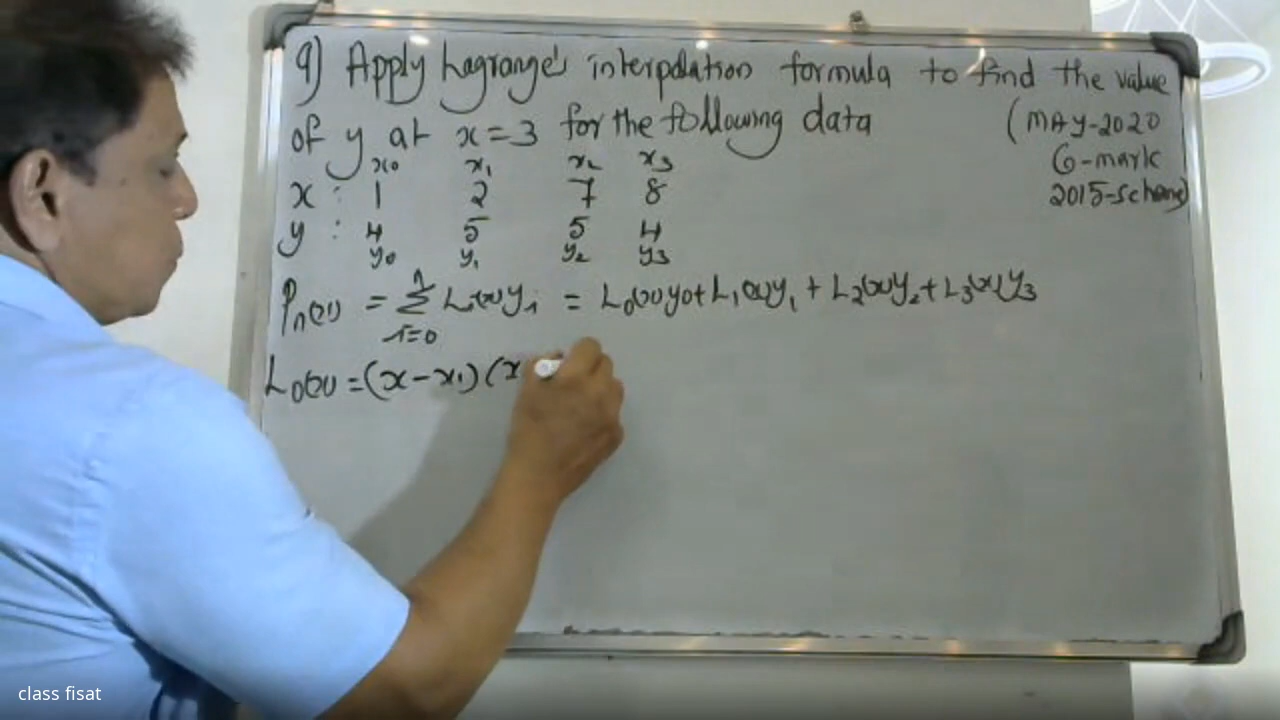 9) Apply Lagrange's interpolation formula to find the value
of y at x=3 for the following data (MAY-2020
6-mark
2015-scheme)
x0 x1 x2 x3
x : 1 2 7 8
y : 4 5 5 4
y0 y1 y2 y3
Pn(x) = n∑i=0 Li(x)yi = L0(x)y0+L1(x)y1+L2(x)y2+L3(x)y3
L0(x) =(x-x1)(x
class fisat